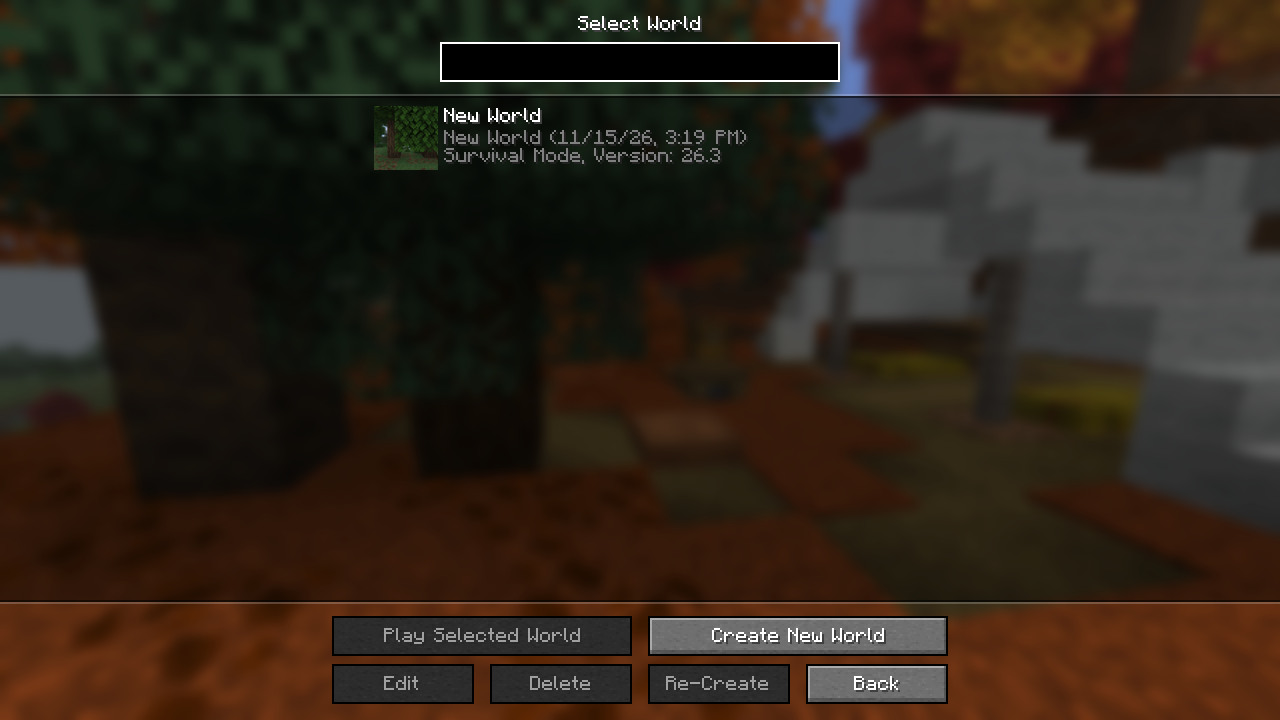 Select World
New World
New World (11/15/26, 3:19 PM)
Survival Mode, Version: 26.3
Play Selected World
Create New World
Edit
Delete
Re-Create
Back